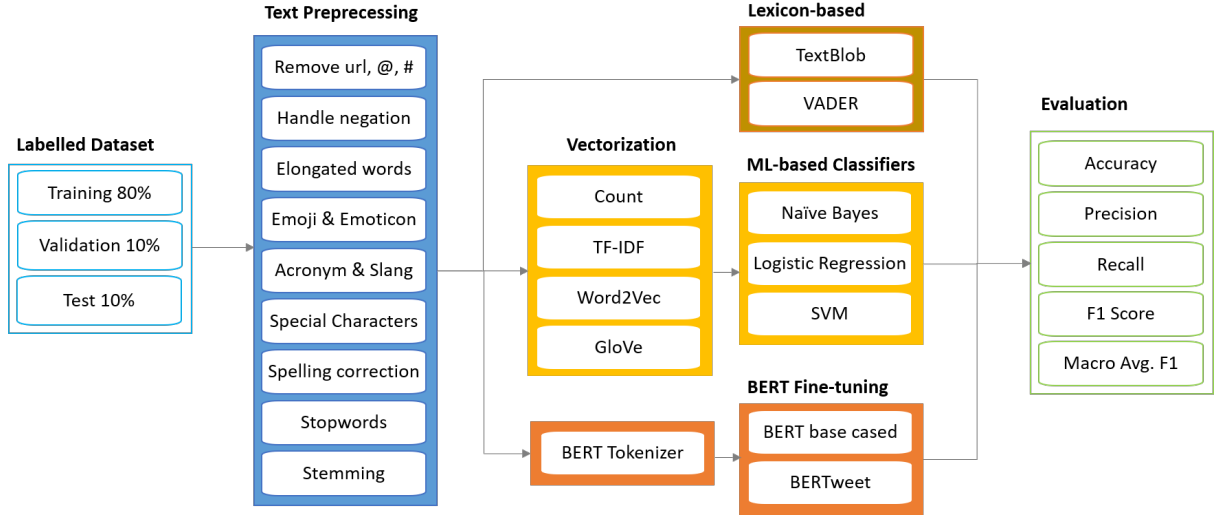 Labelled Dataset
Training 80%
Validation 10%
Test 10%
Text Preprecessing
Remove url, @, #
Handle negation
Elongated words
Emoji & Emoticon
Acronym & Slang
Special Characters
Spelling correction
Stopwords
Stemming
Lexicon-based
TextBlob
VADER
Vectorization
Count
TF-IDF
Word2Vec
GloVe
ML-based Classifiers
Naïve Bayes
Logistic Regression
SVM
BERT Tokenizer
BERT Fine-tuning
BERT base cased
BERTweet
Evaluation
Accuracy
Precision
Recall
F1 Score
Macro Avg. F1